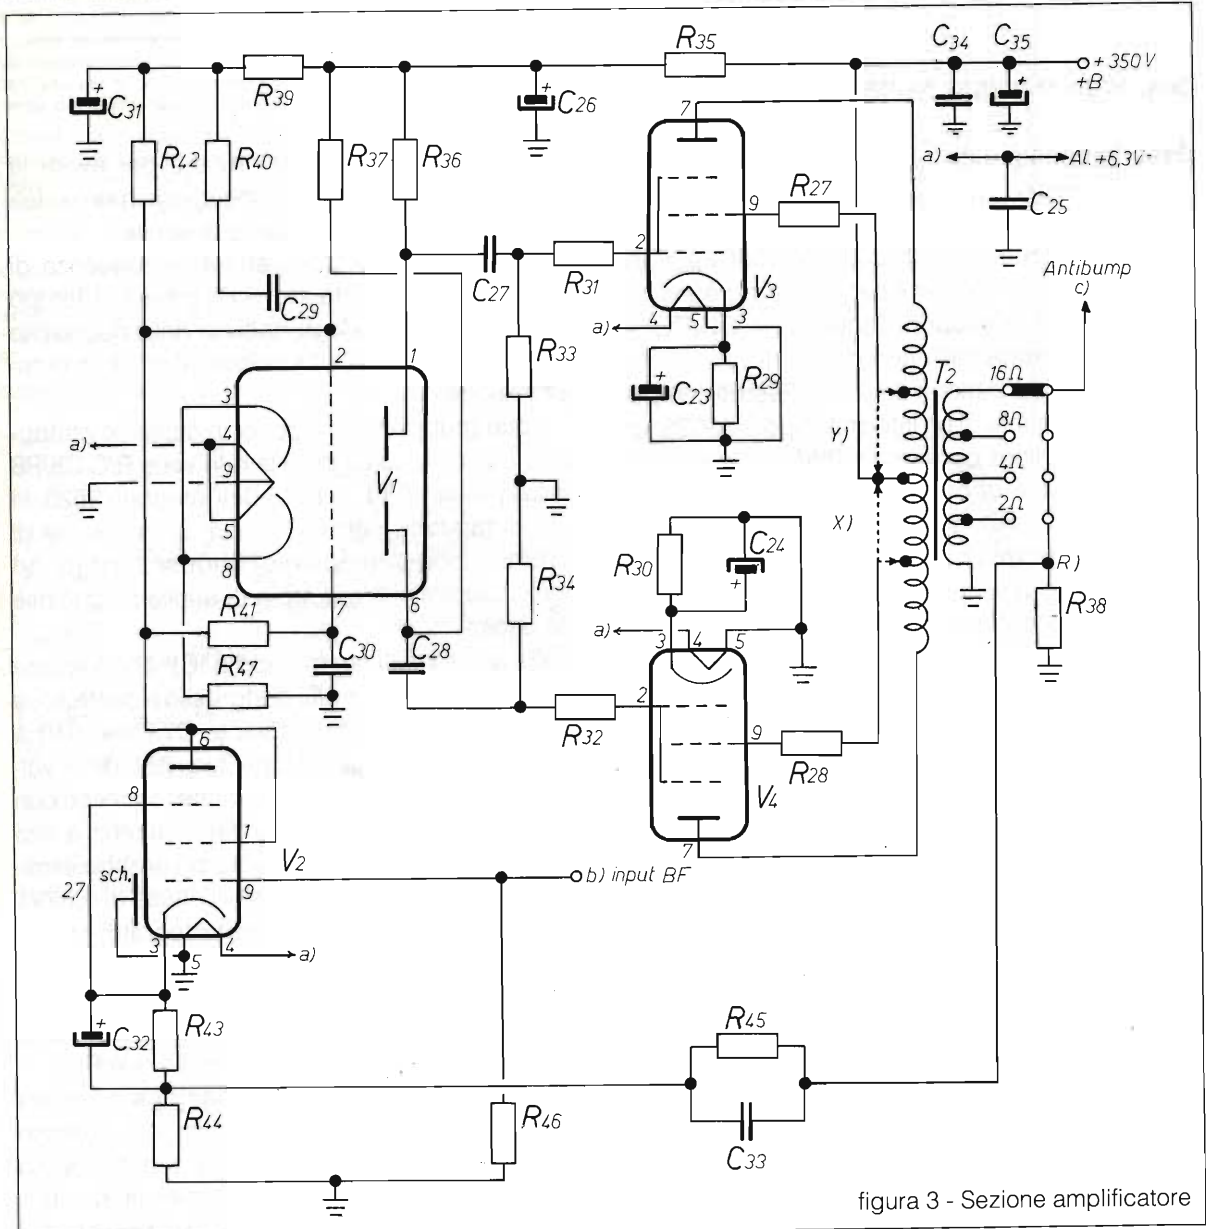 R35
C34
C35
+350V
+B
R39
C31
C26
7
a)
Al.+6,3V
R42
R40
R37
R36
R27
9
C25
2
Antibump
c)
C27
R31
V3
C29
a)
4
5
3
R33
2
1
C23
R29
T2
16Ω
3
a)
4
Y)
8Ω
9
V1
4Ω
5
X)
C24
2Ω
R30
8
R34
R)
R41
7
6
a)
R38
C30
C28
3
4
5
R47
2
R32
9
6
R28
8
V4
1
7
V2
sch.
2,7
9
b) input BF
3
5
4
a)
C32
R43
R45
R44
R46
C33
figura 3 - Sezione amplificatore